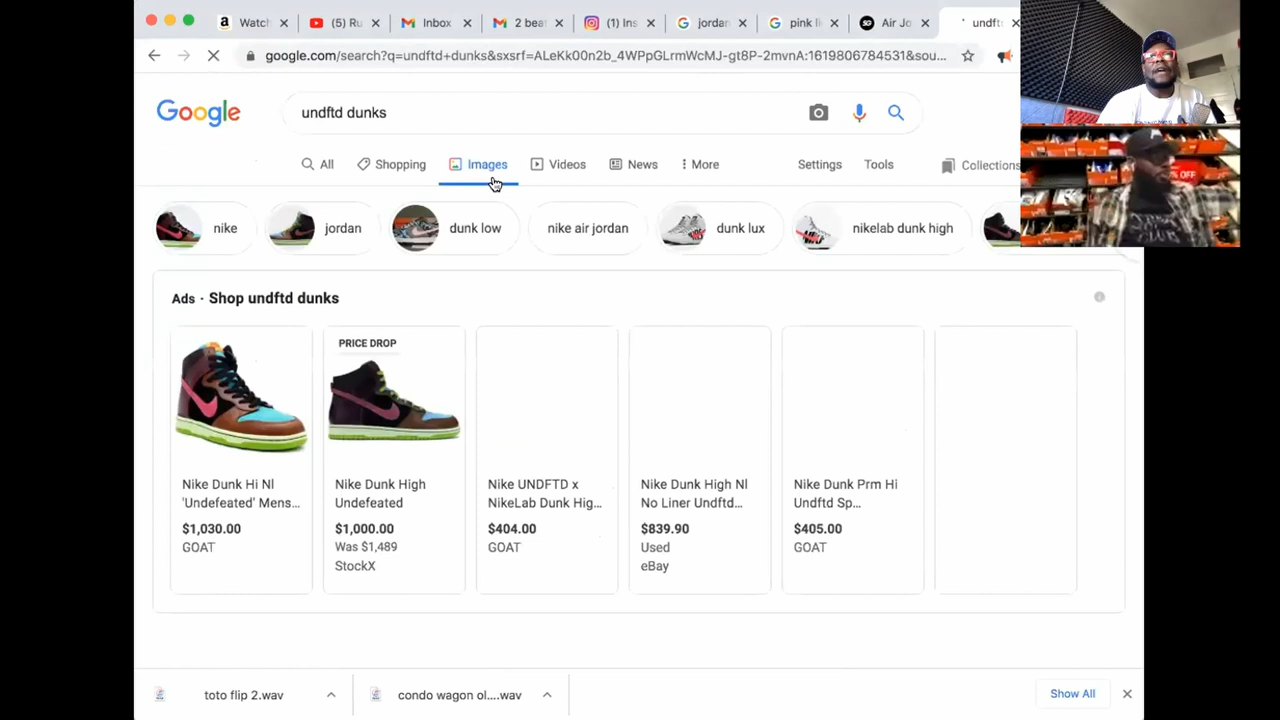 Watch
(5) Ru
Inbox
2 bea
(1) Ins
jordan
pink li
Air Jo
undft
google.com/search?q=undftd+dunks&sxsrf=ALeKk00n2b_4WPpGLrmWcMJ-gt8P-2mvnA:1619806784531&sou...
Google
undftd dunks
All
Shopping
Images
Videos
News
More
Settings
Tools
Collections
nike
jordan
dunk low
nike air jordan
dunk lux
nikelab dunk high
% OFF
Ads · Shop undftd dunks
Nike Dunk Hi Nl
'Undefeated' Mens...
$1,030.00
GOAT
PRICE DROP
Nike Dunk High
Undefeated
$1,000.00
Was $1,489
StockX
Nike UNDFTD x
NikeLab Dunk Hig...
$404.00
GOAT
Nike Dunk High Nl
No Liner Undftd...
$839.90
Used
eBay
Nike Dunk Prm Hi
Undftd Sp...
$405.00
GOAT
toto flip 2.wav
condo wagon ol....wav
Show All